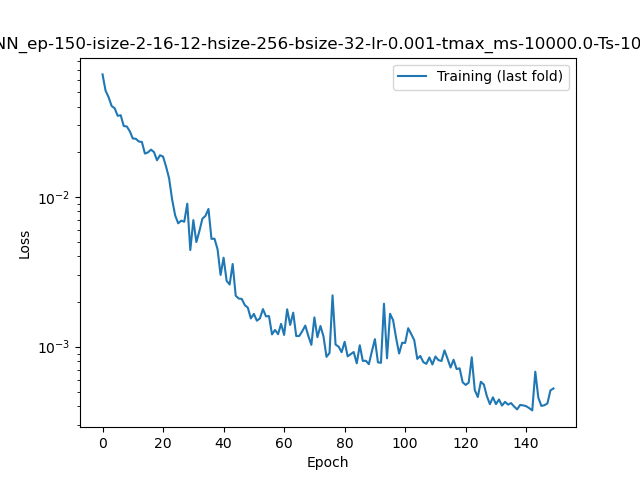 NN_ep-150-isize-2-16-12-hsize-256-bsize-32-lr-0.001-tmax_ms-10000.0-Ts-10
Training (last fold)
10^-2
10^-3
Loss
0 20 40 60 80 100 120 140
Epoch